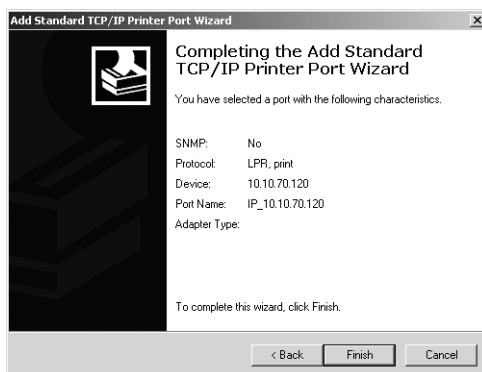 Add Standard TCP/IP Printer Port Wizard
Completing the Add Standard
TCP/IP Printer Port Wizard
You have selected a port with the following characteristics.
SNMP: No
Protocol: LPR, print
Device: 10.10.70.120
Port Name: IP_10.10.70.120
Adapter Type:
To complete this wizard, click Finish.
< Back Finish Cancel